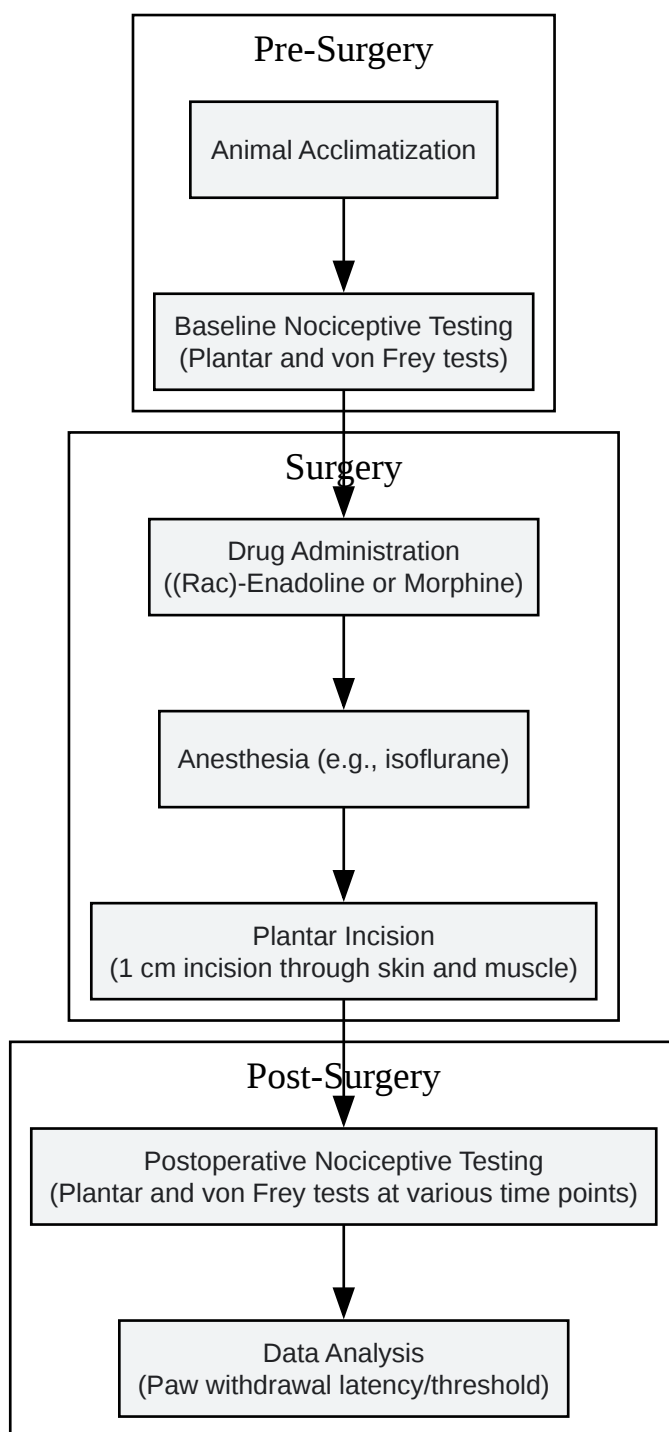 Pre-Surgery
Animal Acclimatization
Baseline Nociceptive Testing
(Plantar and von Frey tests)
Surgery
Drug Administration
((Rac)-Enadoline or Morphine)
Anesthesia (e.g., isoflurane)
Plantar Incision
(1 cm incision through skin and muscle)
Post-Surgery
Postoperative Nociceptive Testing
(Plantar and von Frey tests at various time points)
Data Analysis
(Paw withdrawal latency/threshold)